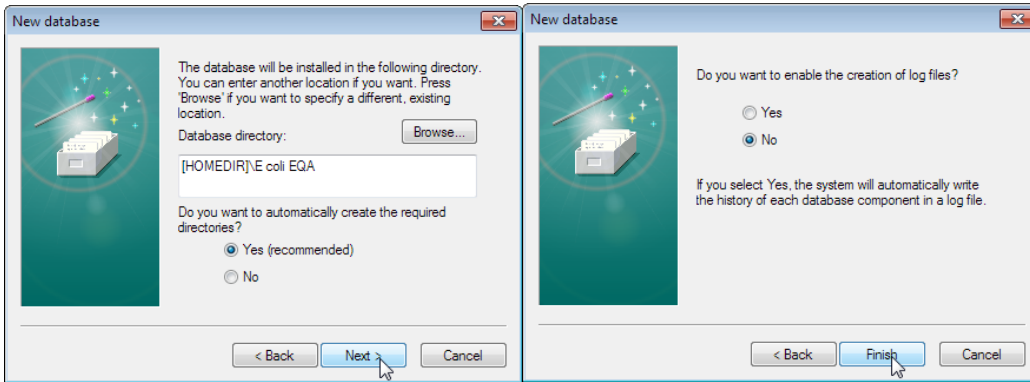 New database
The database will be installed in the following directory.
You can enter another location if you want. Press
'Browse' if you want to specify a different, existing
location.
Database directory:
Browse...
[HOMEDIR]\E coli EQA
Do you want to automatically create the required
directories?
Yes (recommended)
No
< Back
Next >
Cancel
New database
Do you want to enable the creation of log files?
Yes
No
If you select Yes, the system will automatically write
the history of each database component in a log file.
< Back
Finish
Cancel